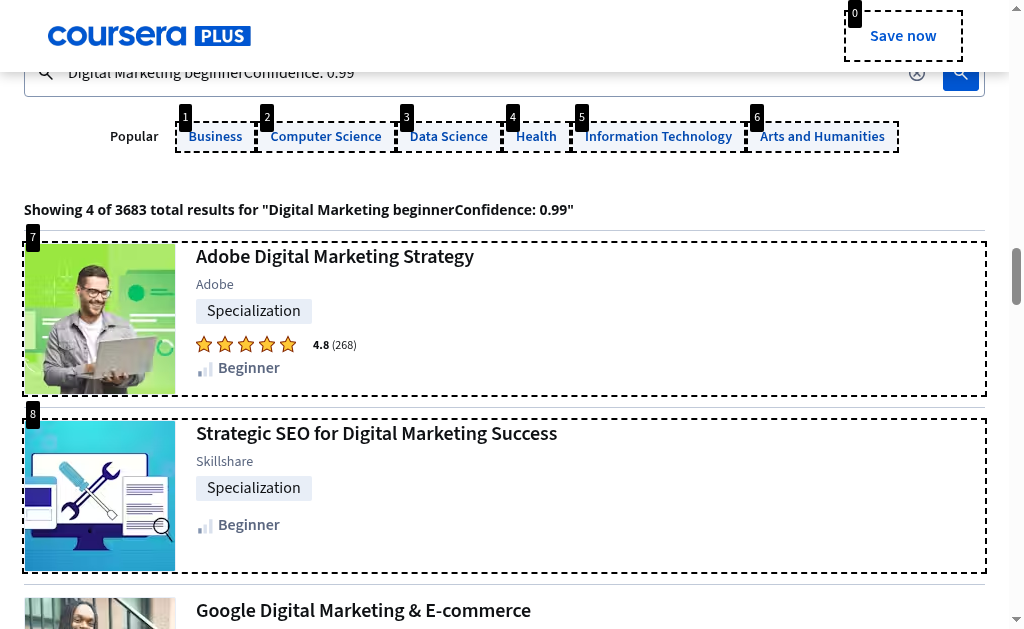 coursera PLUS
0
Save now
Digital Marketing beginnerConfidence: 0.99
Popular
1
Business
2
Computer Science
3
Data Science
4
Health
5
Information Technology
6
Arts and Humanities
Showing 4 of 3683 total results for "Digital Marketing beginnerConfidence: 0.99"
7
Adobe Digital Marketing Strategy
Adobe
Specialization
4.8 (268)
Beginner
8
Strategic SEO for Digital Marketing Success
Skillshare
Specialization
Beginner
Google Digital Marketing & E-commerce